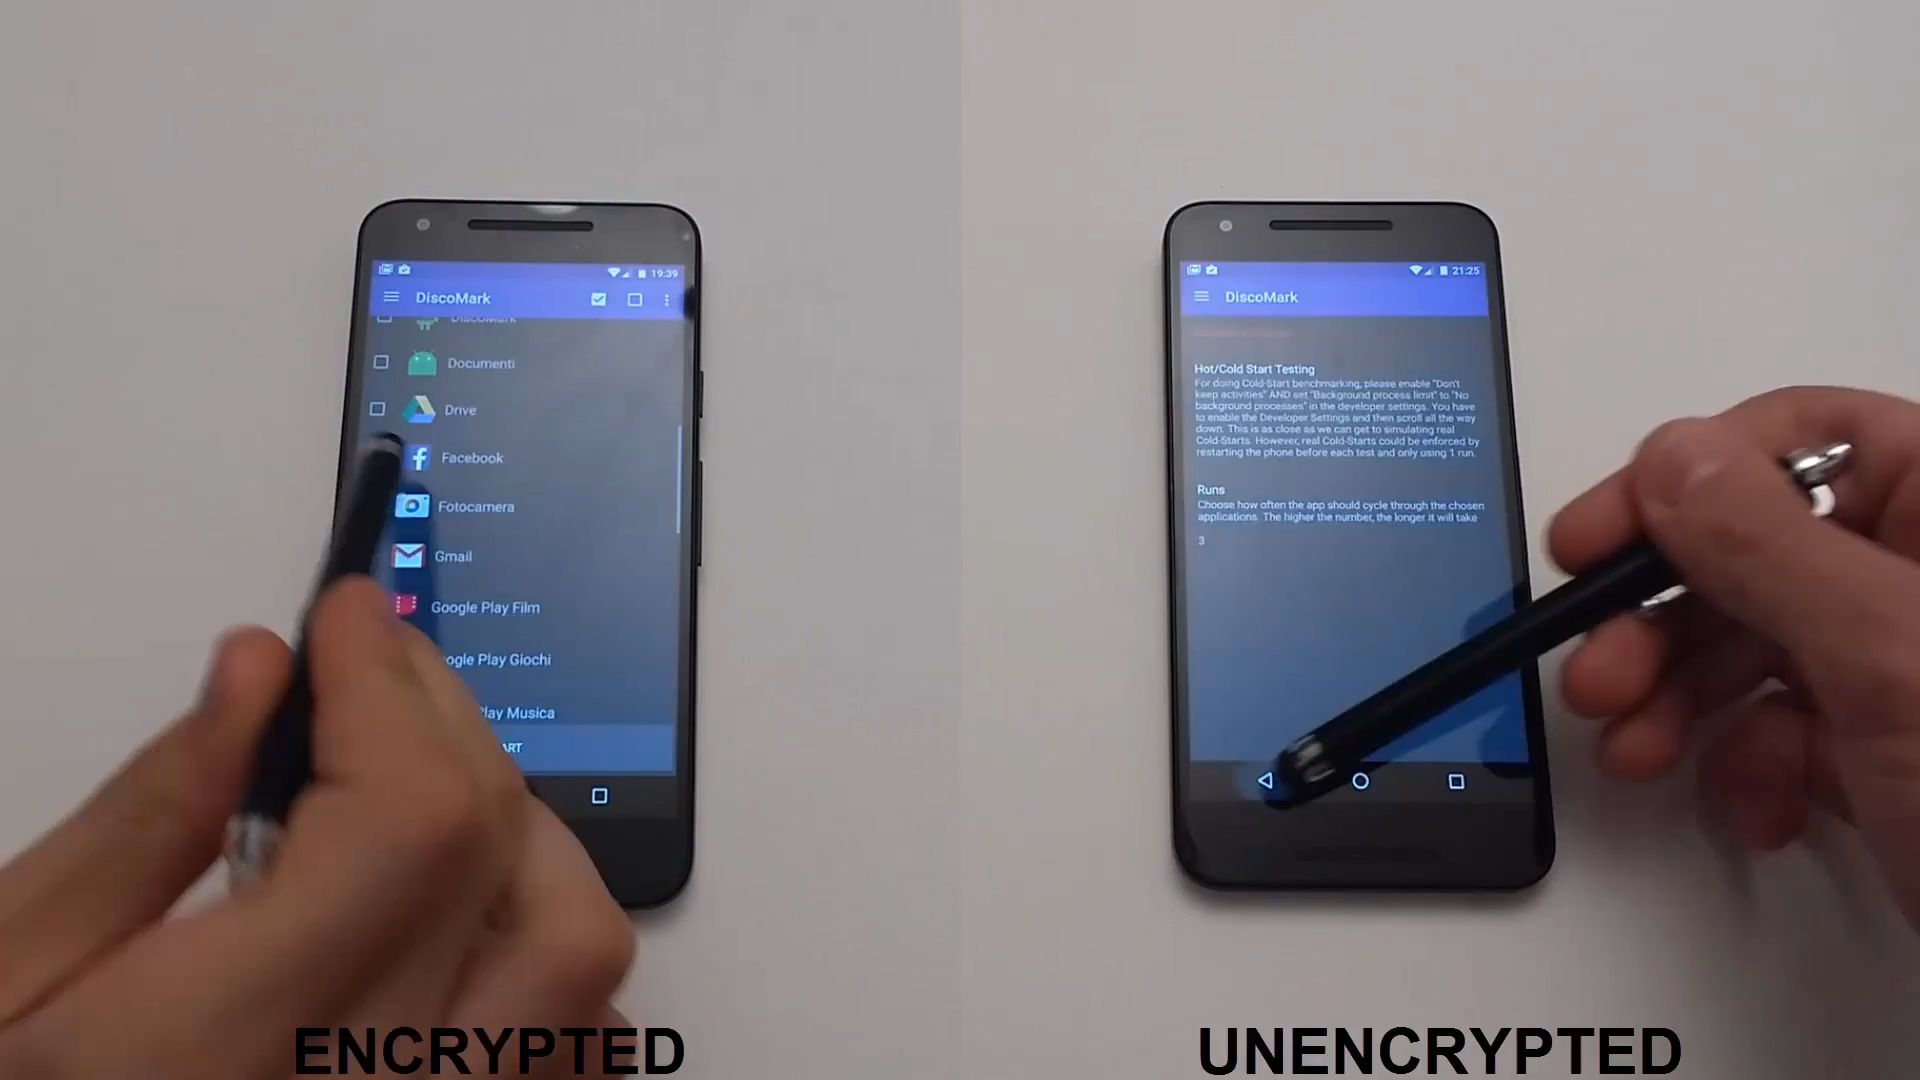 19:39
DiscoMark
DiscoMark
Documenti
Drive
Facebook
Fotocamera
Gmail
Google Play Film
ogle Play Giochi
Play Musica
ART
ENCRYPTED
21:25
DiscoMark
Hot/Cold Start Testing
For doing Cold-Start benchmarking, please enable "Don't
keep activities" AND set "Background process limit" to "No
background processes" in the developer settings. You have
to enable the Developer Settings and then scroll all the way
down. This is as close as we can get to simulating real
Cold-Starts. However, real Cold-Starts could be enforced by
restarting the phone before each test and only using 1 run.
Runs
Choose how often the app should cycle through the chosen
applications. The higher the number, the longer it will take
3
UNENCRYPTED